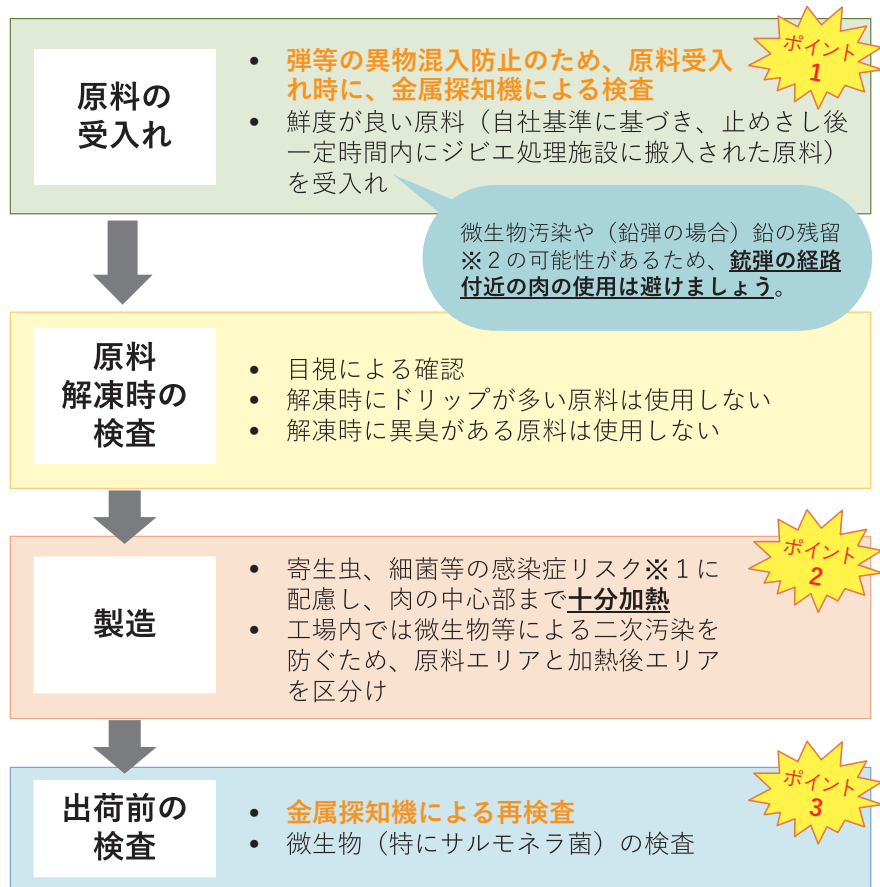 原料の
受入れ
• 弾等の異物混入防止のため、原料受入
れ時に、金属探知機による検査
• 鮮度が良い原料（自社基準に基づき、止めさし後
一定時間内にジビエ処理施設に搬入された原料）
を受入れ
ポイント
1
微生物汚染や（鉛弾の場合）鉛の残留
※２の可能性があるため、銃弾の経路
付近の肉の使用は避けましょう。
原料
解凍時の
検査
• 目視による確認
• 解凍時にドリップが多い原料は使用しない
• 解凍時に異臭がある原料は使用しない
製造
• 寄生虫、細菌等の感染症リスク※１に
配慮し、肉の中心部まで十分加熱
• 工場内では微生物等による二次汚染を
防ぐため、原料エリアと加熱後エリア
を区分け
ポイント
2
出荷前の
検査
• 金属探知機による再検査
• 微生物（特にサルモネラ菌）の検査
ポイント
3